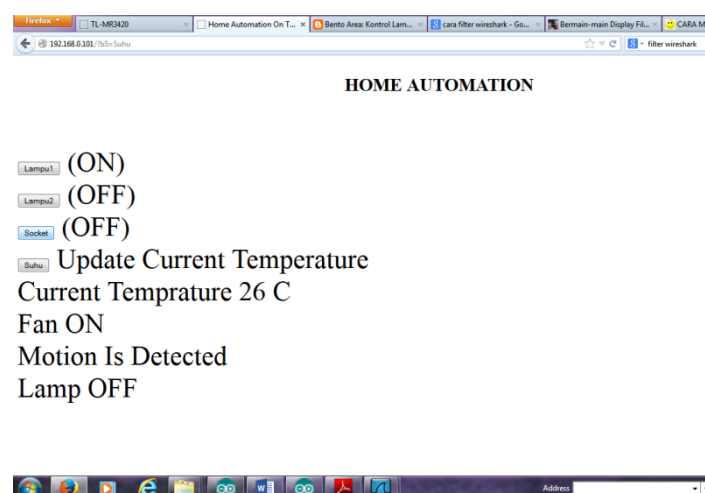 Firefox
TL-MR3420
Home Automation On T...
Bento Area: Kontrol Lam...
cara filter wireshark - Go...
Bermain-main Display Fil...
CARA M
192.168.0.101/?b5=Suhu
filter wireshark
HOME AUTOMATION
Lampu1 (ON)
Lampu2 (OFF)
Socket (OFF)
Suhu Update Current Temperature
Current Temprature 26 C
Fan ON
Motion Is Detected
Lamp OFF
Address